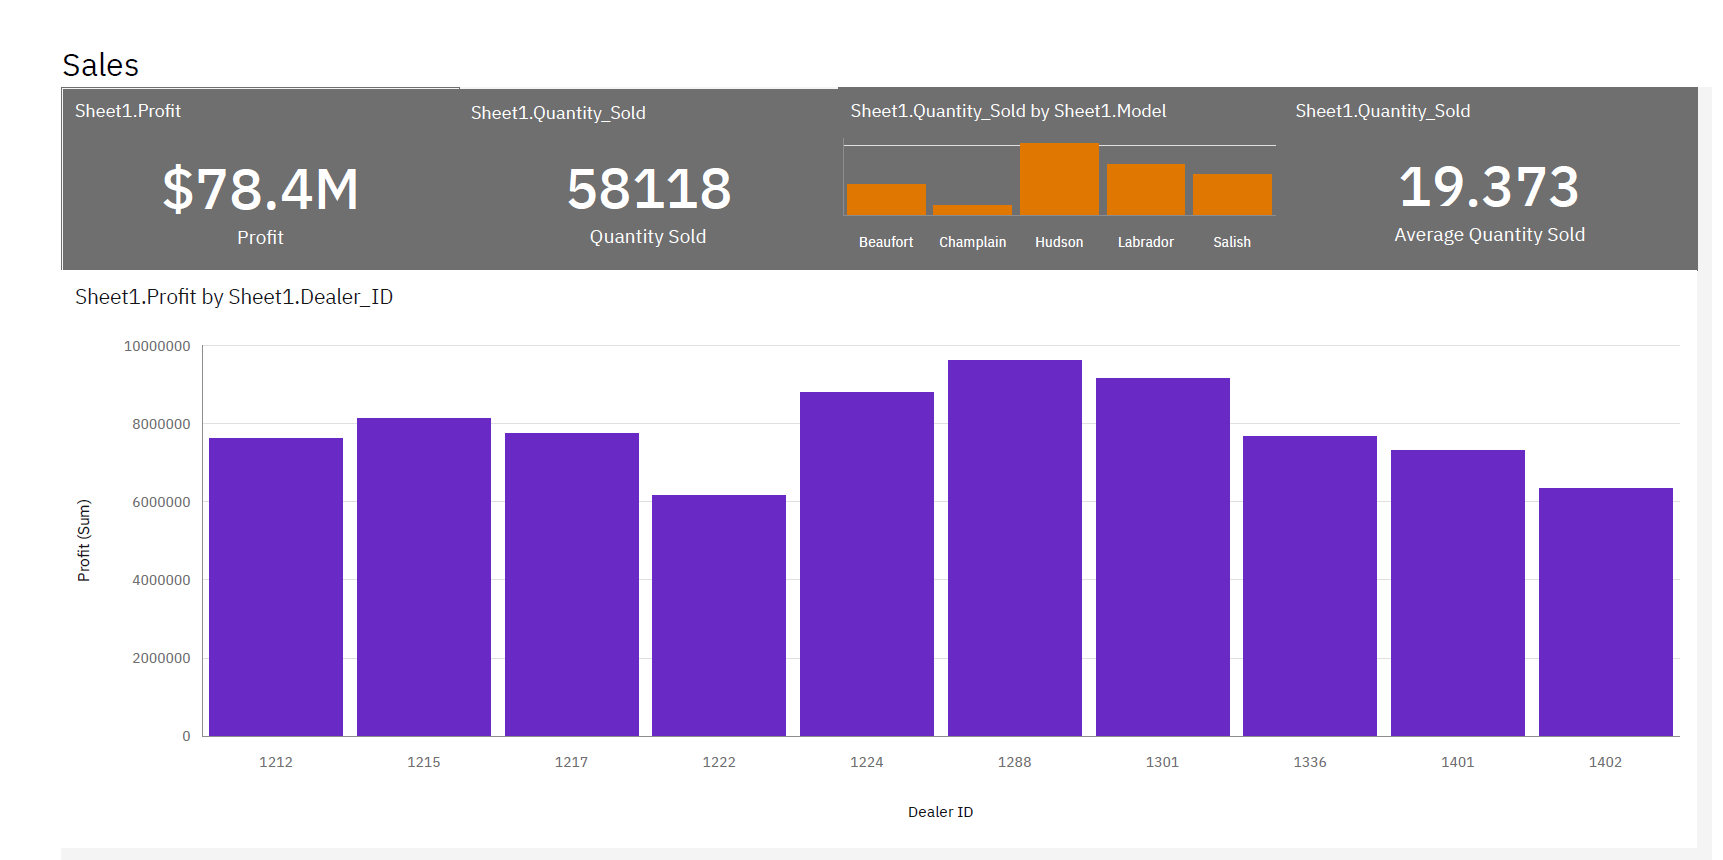 Sales
Sheet1.Profit
$78.4M
Profit
Sheet1.Quantity_Sold
58118
Quantity Sold
Sheet1.Quantity_Sold by Sheet1.Model
Beaufort Champlain Hudson Labrador Salish
Sheet1.Quantity_Sold
19.373
Average Quantity Sold
Sheet1.Profit by Sheet1.Dealer_ID
Profit (Sum)
10000000
8000000
6000000
4000000
2000000
0
1212 1215 1217 1222 1224 1288 1301 1336 1401 1402
Dealer ID